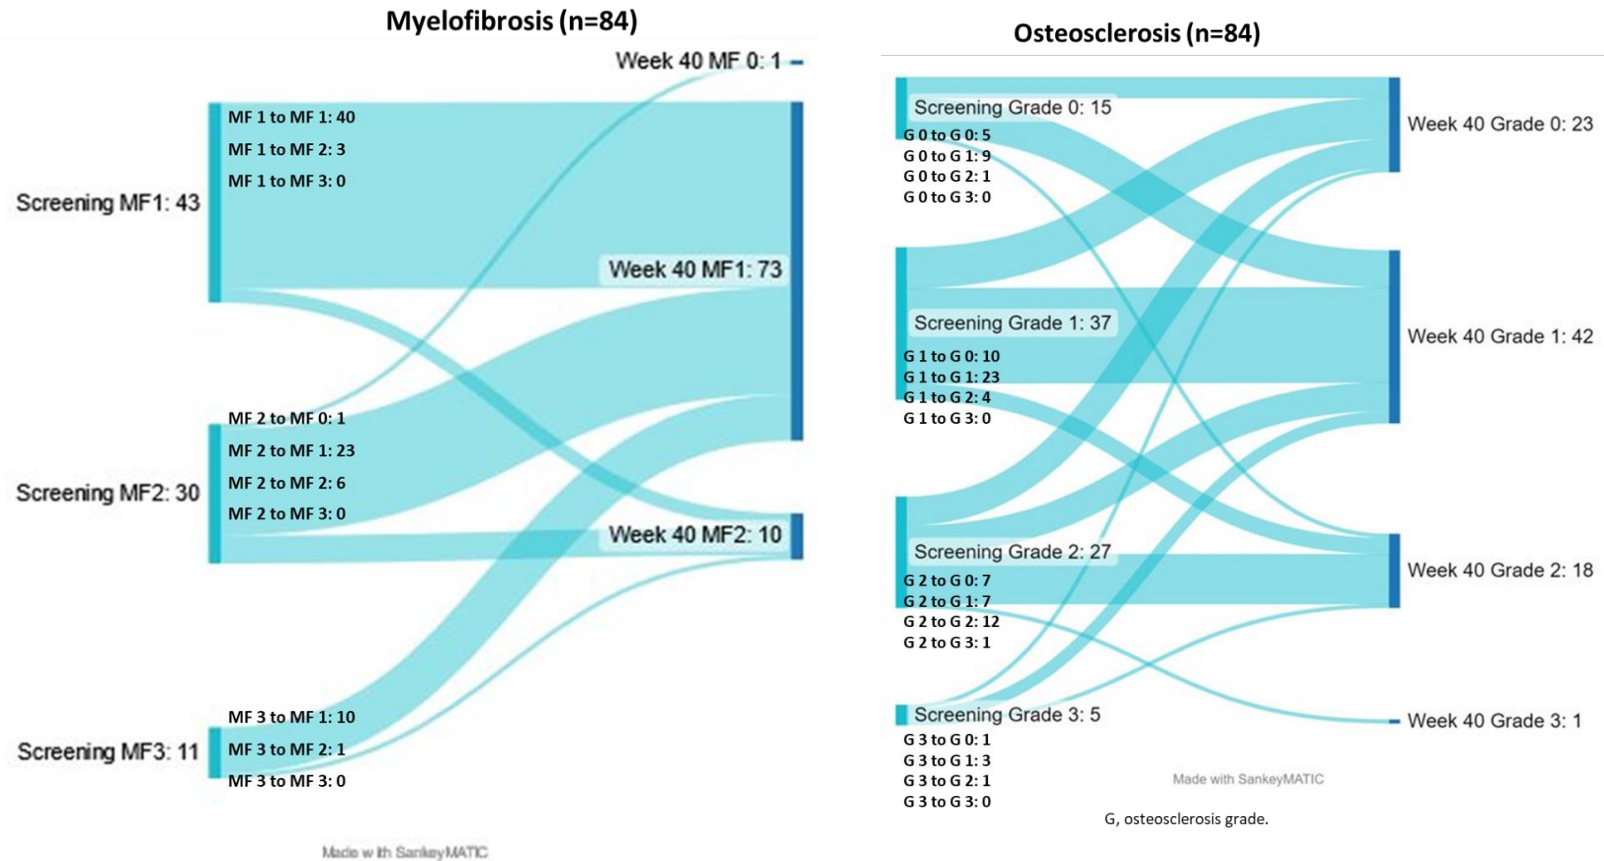 Myelofibrosis (n=84)
Week 40 MF 0: 1
MF 1 to MF 1: 40
MF 1 to MF 2: 3
MF 1 to MF 3: 0
Screening MF1: 43
Week 40 MF1: 73
MF 2 to MF 0: 1
MF 2 to MF 1: 23
MF 2 to MF 2: 6
MF 2 to MF 3: 0
Screening MF2: 30
Week 40 MF2: 10
MF 3 to MF 1: 10
MF 3 to MF 2: 1
MF 3 to MF 3: 0
Screening MF3: 11
Made with SankeyMATIC
Osteosclerosis (n=84)
Screening Grade 0: 15
G 0 to G 0: 5
G 0 to G 1: 9
G 0 to G 2: 1
G 0 to G 3: 0
Week 40 Grade 0: 23
Screening Grade 1: 37
G 1 to G 0: 10
G 1 to G 1: 23
G 1 to G 2: 4
G 1 to G 3: 0
Week 40 Grade 1: 42
Screening Grade 2: 27
G 2 to G 0: 7
G 2 to G 1: 7
G 2 to G 2: 12
G 2 to G 3: 1
Week 40 Grade 2: 18
Screening Grade 3: 5
G 3 to G 0: 1
G 3 to G 1: 3
G 3 to G 2: 1
G 3 to G 3: 0
Week 40 Grade 3: 1
Made with SankeyMATIC
G, osteosclerosis grade.